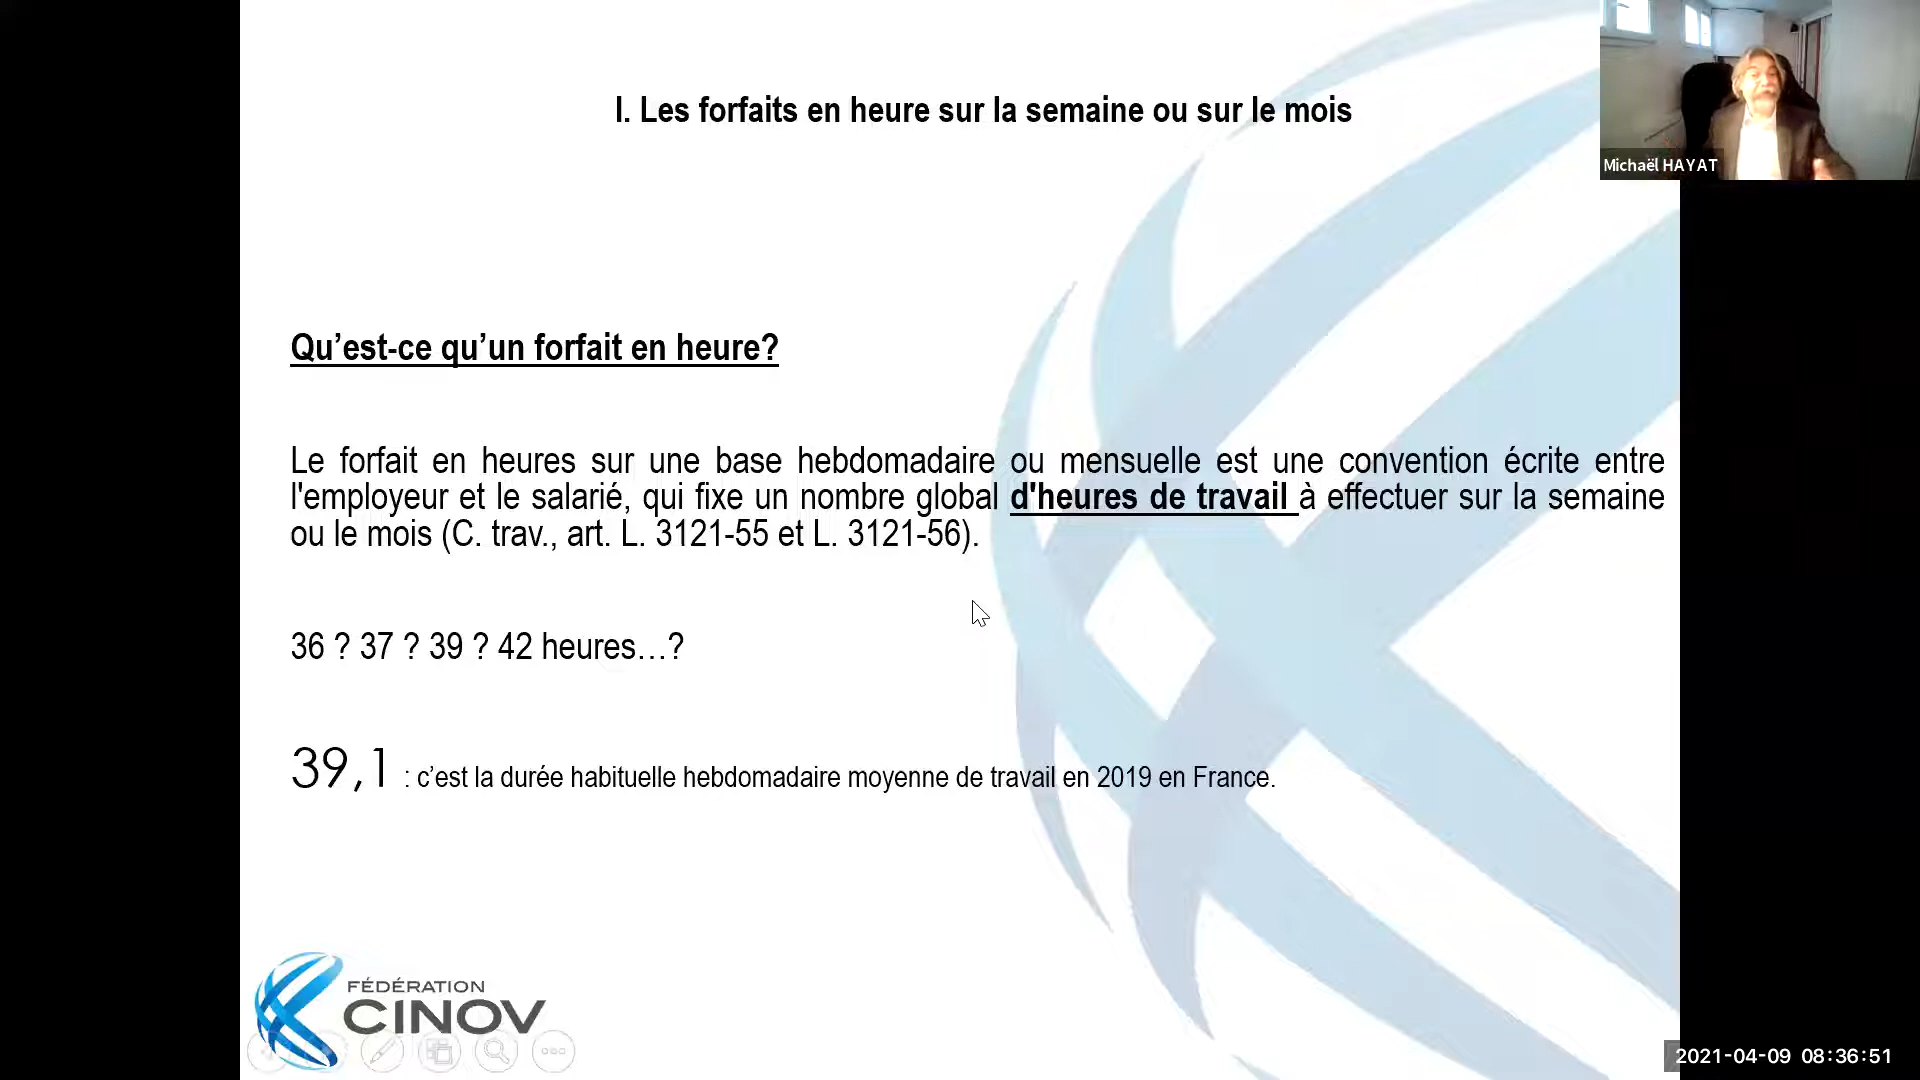 I. Les forfaits en heure sur la semaine ou sur le mois
Michaël HAYAT
Qu’est-ce qu’un forfait en heure?
Le forfait en heures sur une base hebdomadaire ou mensuelle est une convention écrite entre
l'employeur et le salarié, qui fixe un nombre global d'heures de travail à effectuer sur la semaine
ou le mois (C. trav., art. L. 3121-55 et L. 3121-56).
36 ? 37 ? 39 ? 42 heures…?
39,1 : c’est la durée habituelle hebdomadaire moyenne de travail en 2019 en France.
FÉDÉRATION
CINOV
2021-04-09 08:36:51